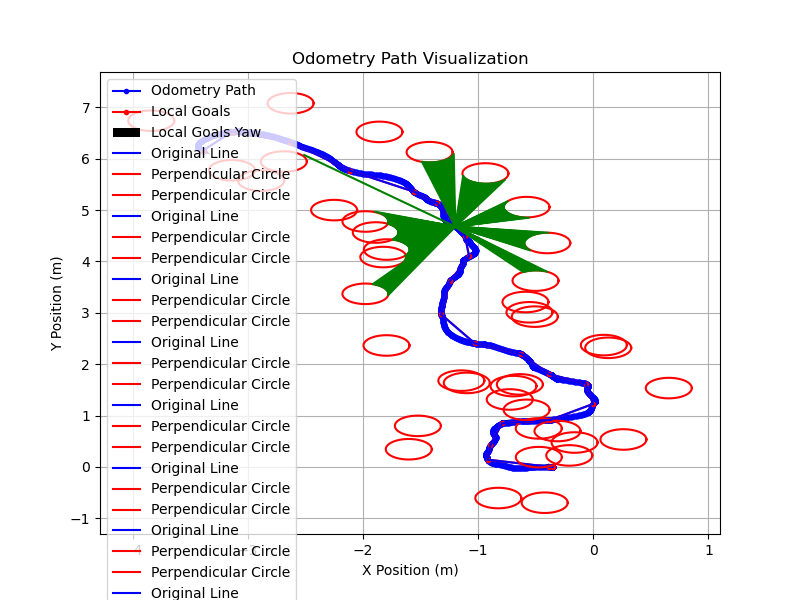 Odometry Path Visualization
Y Position (m)
7
6
5
4
3
2
1
0
−1
−2
−1
0
1
X Position (m)
Odometry Path
Local Goals
Local Goals Yaw
Original Line
Perpendicular Circle
Perpendicular Circle
Original Line
Perpendicular Circle
Perpendicular Circle
Original Line
Perpendicular Circle
Perpendicular Circle
Original Line
Perpendicular Circle
Perpendicular Circle
Original Line
Perpendicular Circle
Perpendicular Circle
Original Line
Perpendicular Circle
Perpendicular Circle
Original Line
Perpendicular Circle
Perpendicular Circle
Original Line